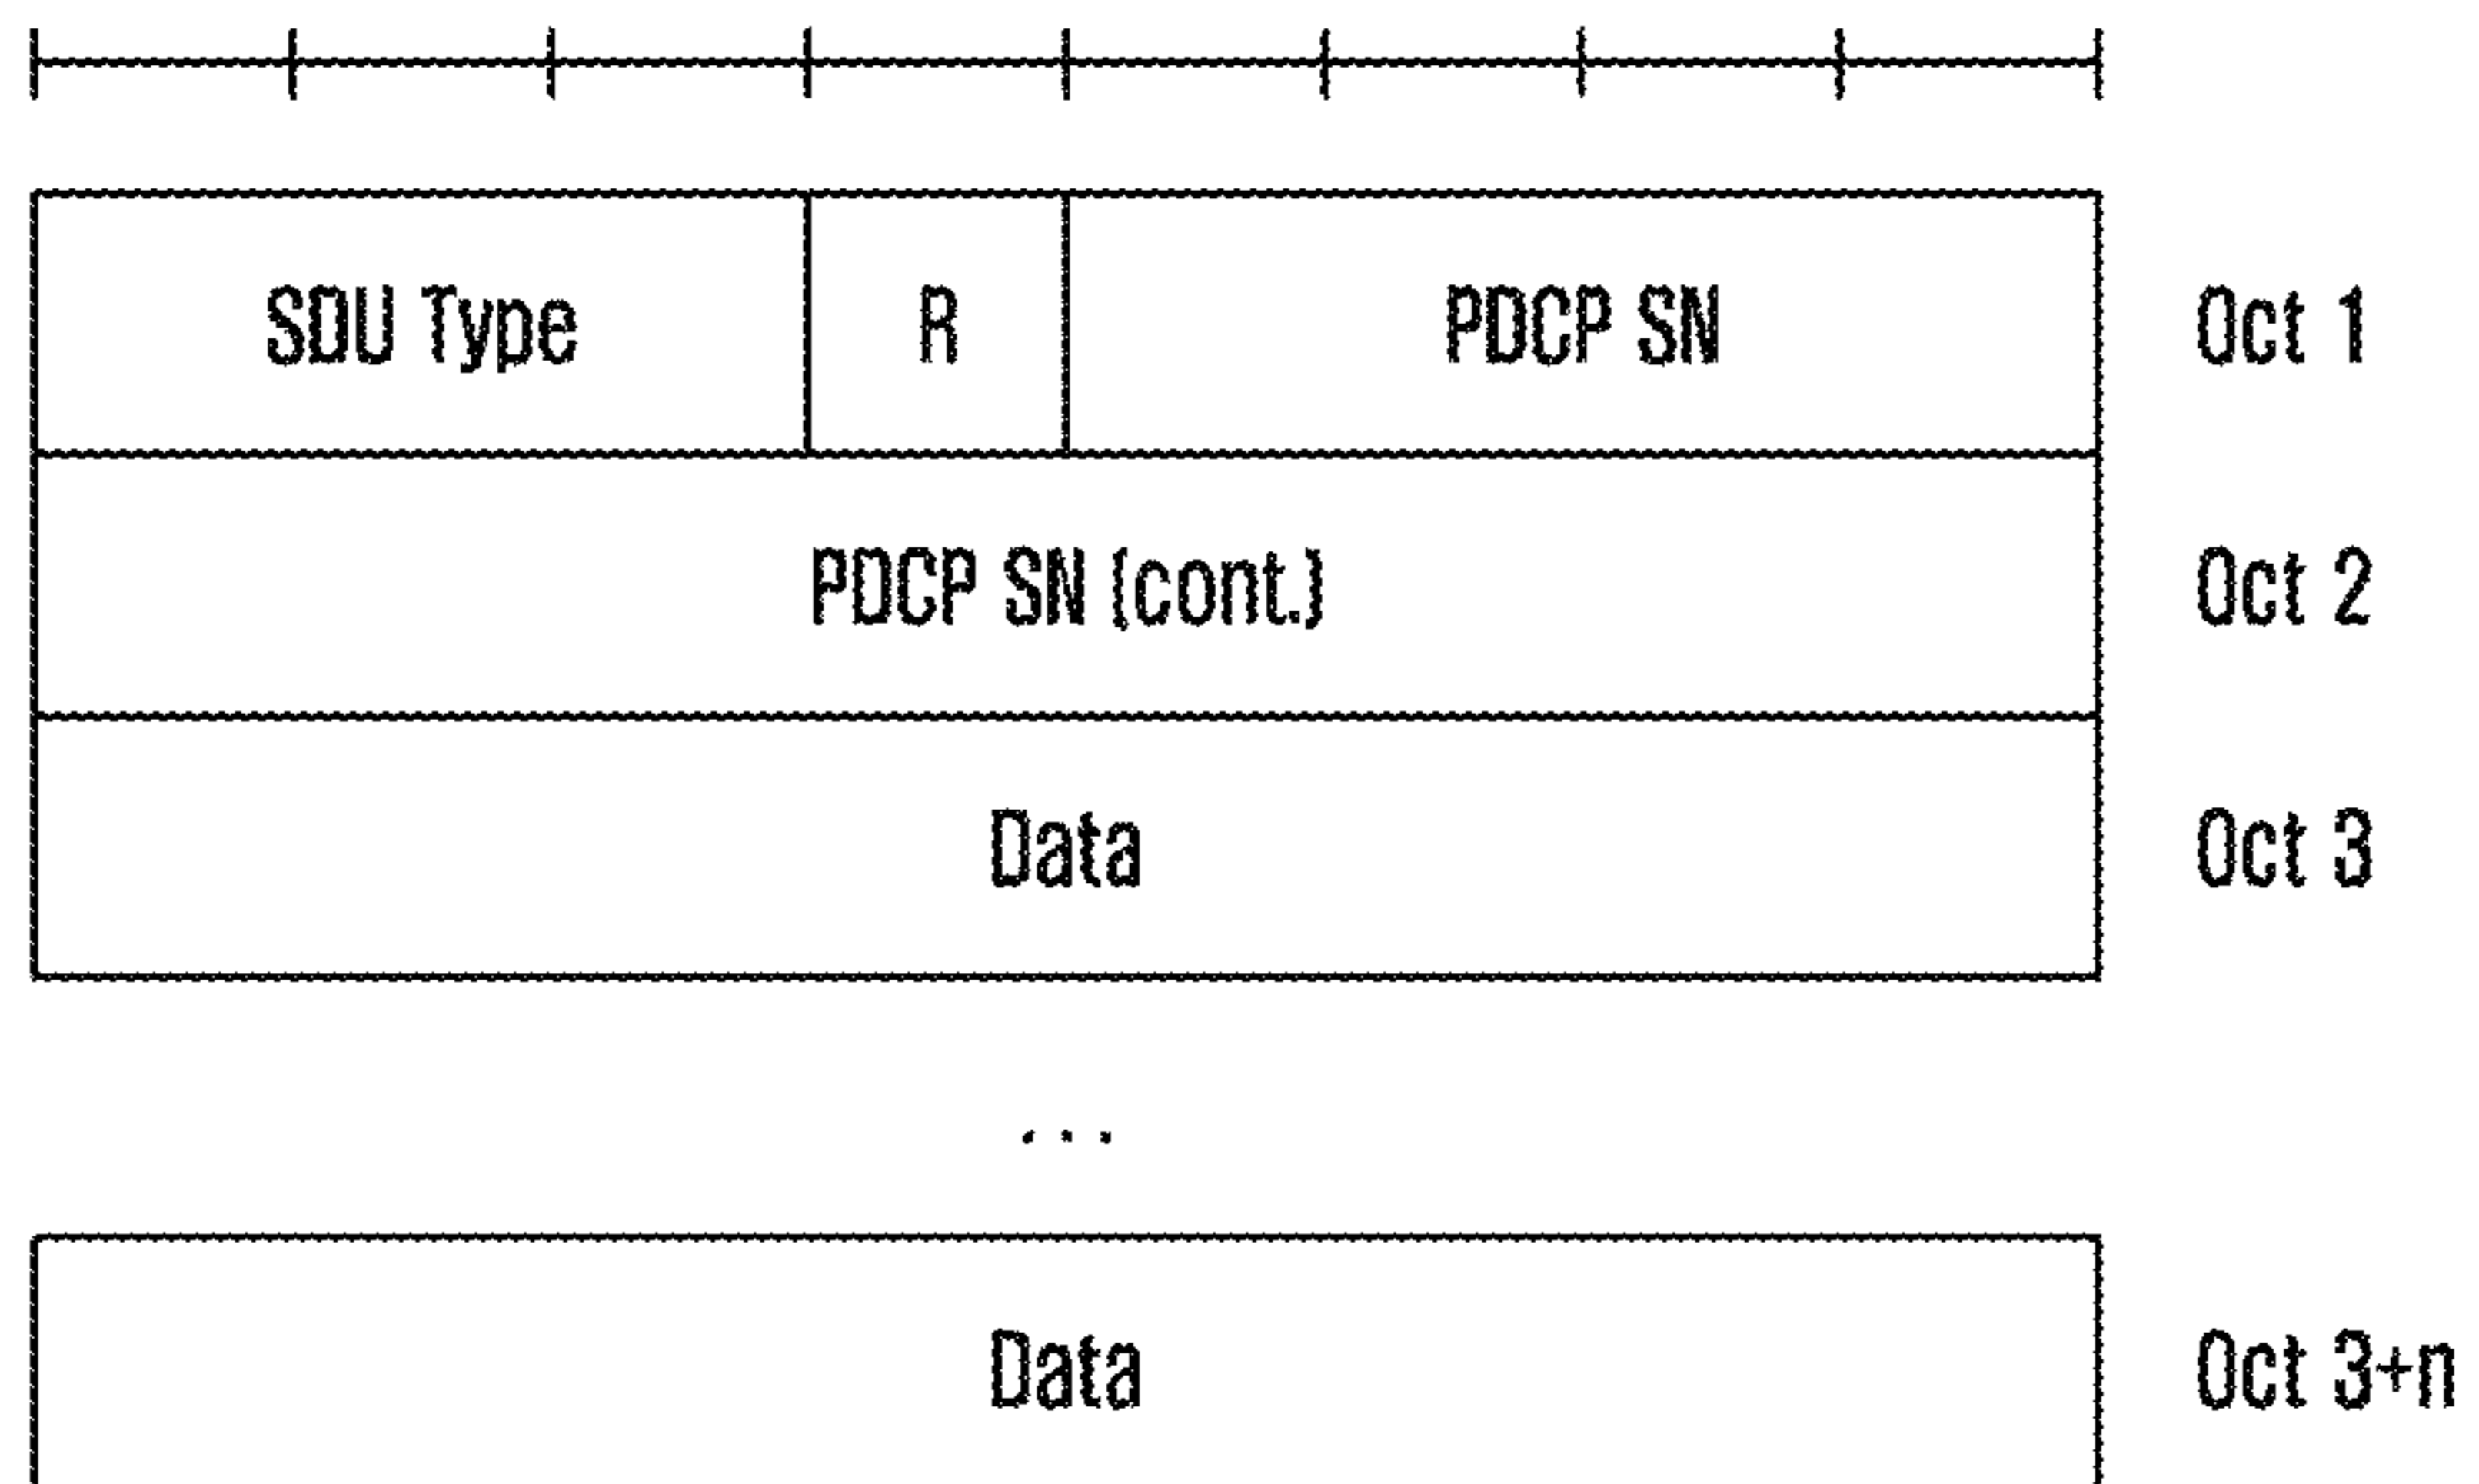 SDU Type R PDCP SN Oct 1
PDCP SN (cont.) Oct 2
Data Oct 3
...
Data Oct 3+n